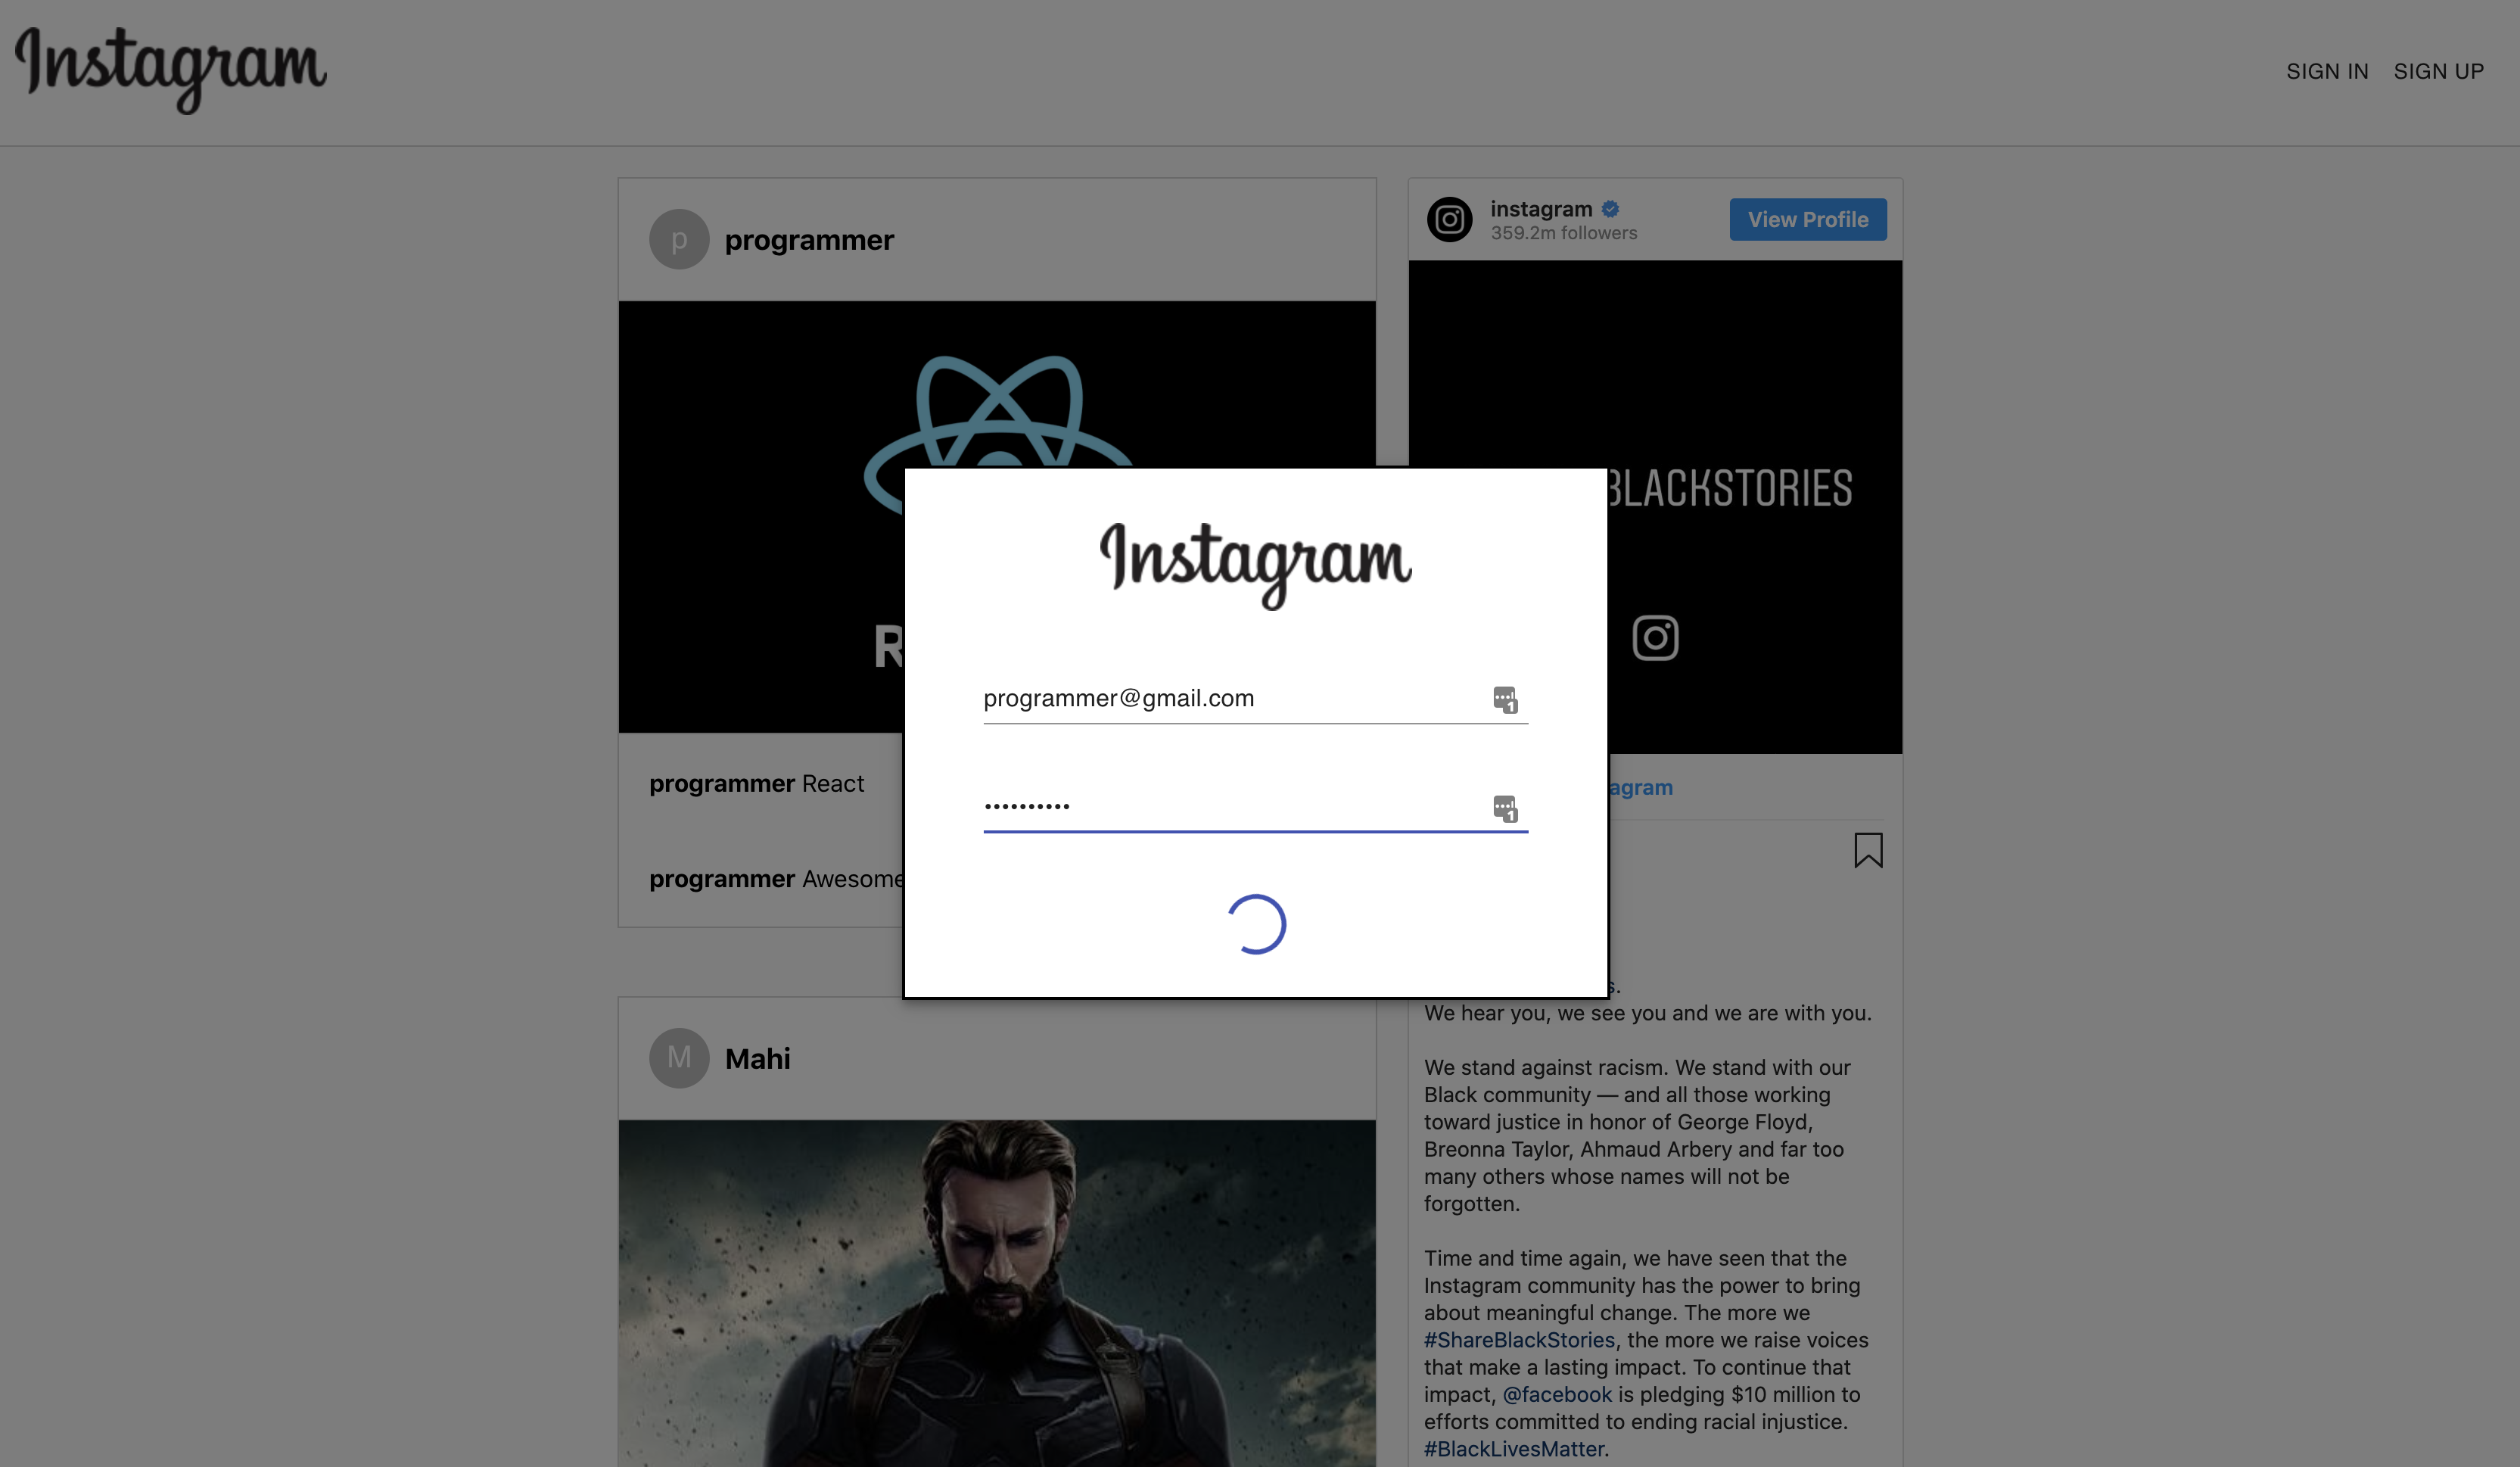 Instagram
SIGN IN SIGN UP
p programmer
instagram
359.2m followers
View Profile
R
BLACKSTORIES
Instagram
programmer@gmail.com
1
••••••••••
1
programmer React
programmer Awesome
agram
M Mahi
s.
We hear you, we see you and we are with you.
We stand against racism. We stand with our
Black community — and all those working
toward justice in honor of George Floyd,
Breonna Taylor, Ahmaud Arbery and far too
many others whose names will not be
forgotten.
Time and time again, we have seen that the
Instagram community has the power to bring
about meaningful change. The more we
#ShareBlackStories, the more we raise voices
that make a lasting impact. To continue that
impact, @facebook is pledging $10 million to
efforts committed to ending racial injustice.
#BlackLivesMatter.